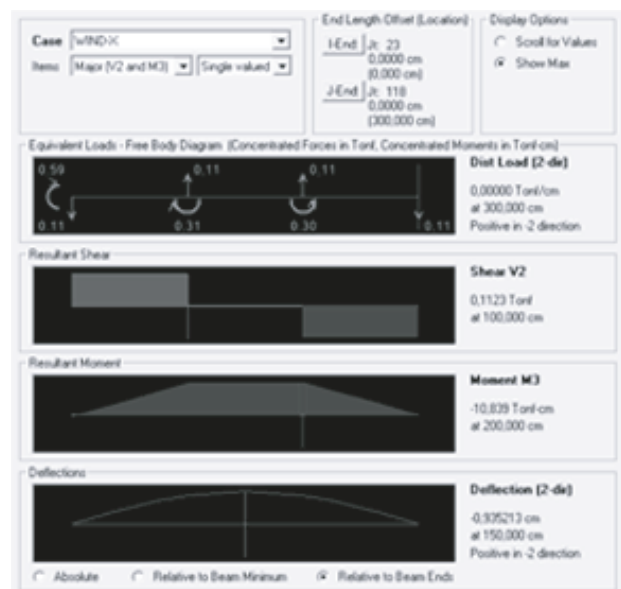 End Length Offset (Location)
Display Options
Case WIND-X
Items Major (V2 and M3) Single valued
I-End Jt: 23
0,0000 cm
(0,000 cm)
J-End Jt: 118
0,0000 cm
(300,000 cm)
Scroll for Values
Show Max
Equivalent Loads - Free Body Diagram (Concentrated Forces in Tonf, Concentrated Moments in Tonf-cm)
0.59 0.11 0.11
0.11 0.31 0.30 0.11
Dist Load (2-dir)
0,00000 Tonf/cm
at 300,000 cm
Positive in -2 direction
Resultant Shear
Shear V2
0,1123 Tonf
at 100,000 cm
Resultant Moment
Moment M3
-10,839 Tonf-cm
at 200,000 cm
Deflections
Deflection (2-dir)
-0,935213 cm
at 150,000 cm
Positive in -2 direction
Absolute Relative to Beam Minimum Relative to Beam Ends